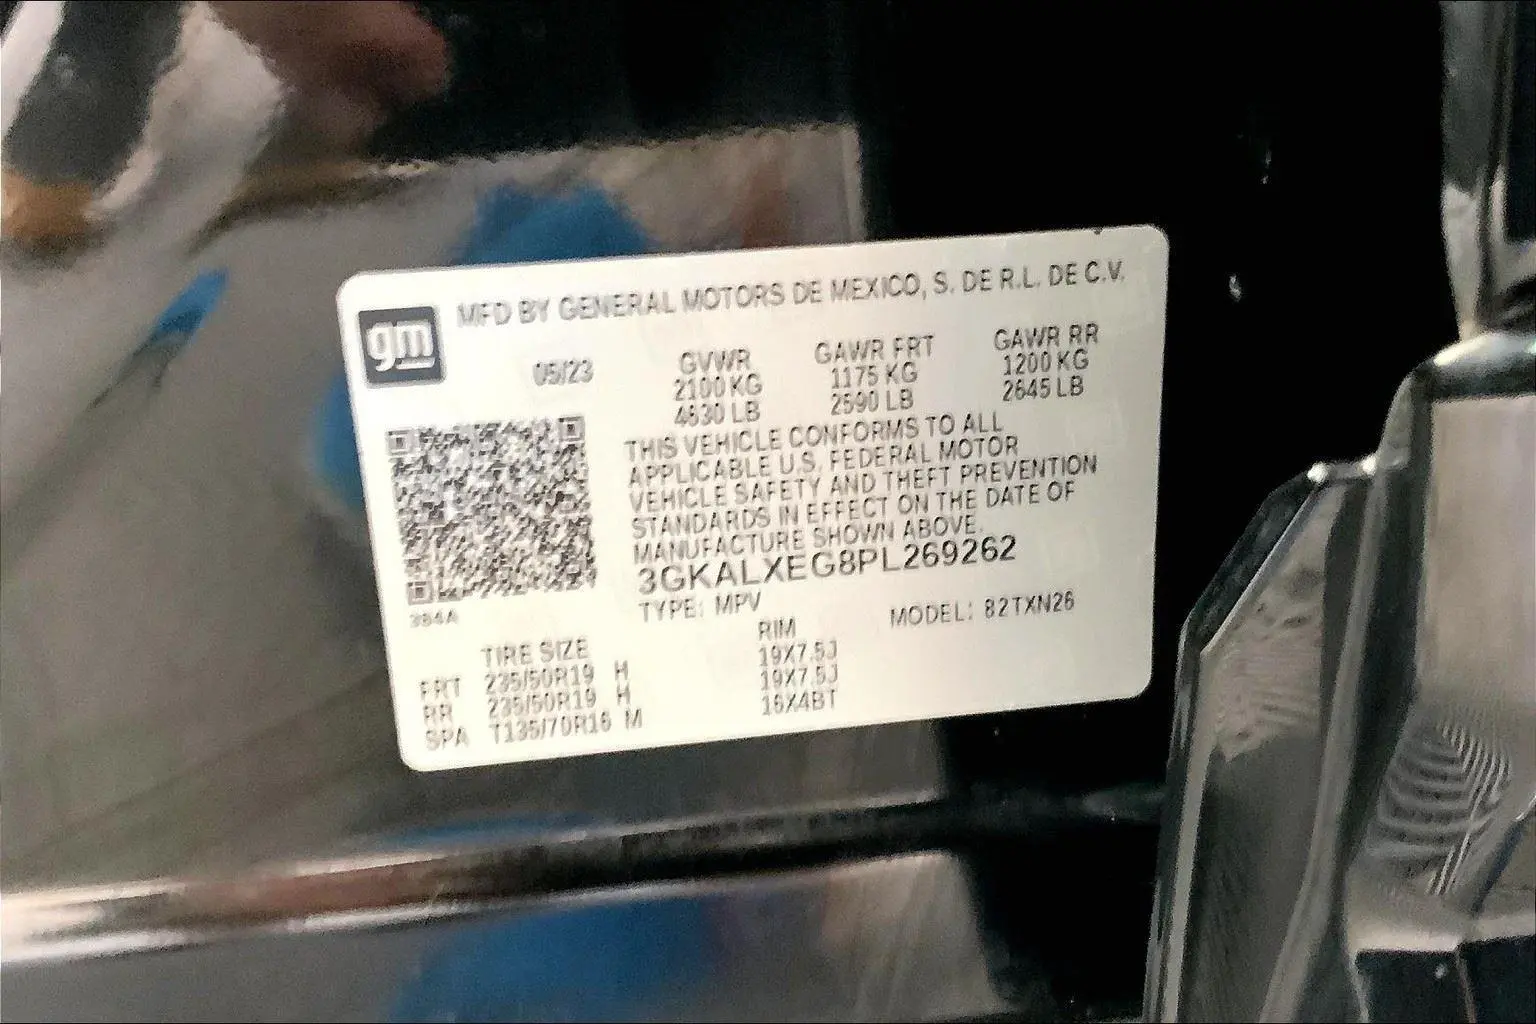 MFD BY GENERAL MOTORS DE MEXICO, S. DE R.L. DE C.V.
gm
05/23 GVWR GAWR FRT GAWR RR
2100 KG 1175 KG 1200 KG
4630 LB 2590 LB 2645 LB
THIS VEHICLE CONFORMS TO ALL
APPLICABLE U.S. FEDERAL MOTOR
VEHICLE SAFETY AND THEFT PREVENTION
STANDARDS IN EFFECT ON THE DATE OF
MANUFACTURE SHOWN ABOVE.
3GKALXEG8PL269262
384A
TYPE: MPV MODEL: 82TXN26
TIRE SIZE RIM
FRT 235/50R19 H 19X7.5J
RR 235/50R19 H 19X7.5J
SPA T135/70R16 M 16X4BT